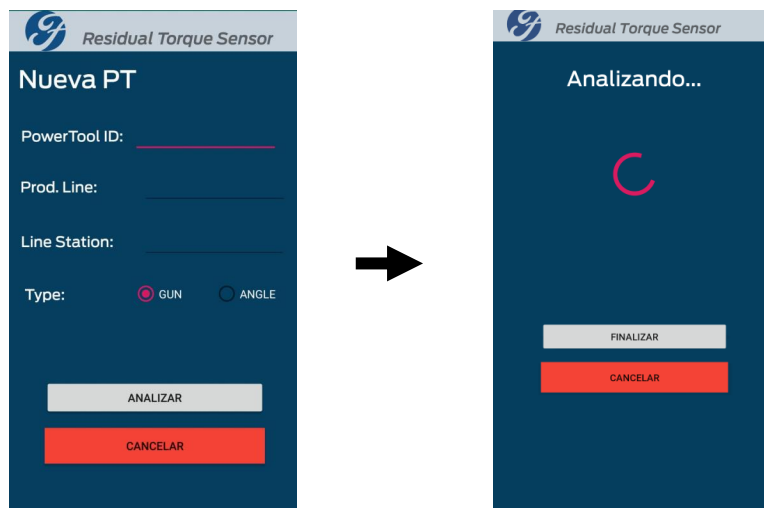 Residual Torque Sensor
Nueva PT
PowerTool ID:
Prod. Line:
Line Station:
Type:
GUN
ANGLE
ANALIZAR
CANCELAR
Residual Torque Sensor
Analizando...
FINALIZAR
CANCELAR